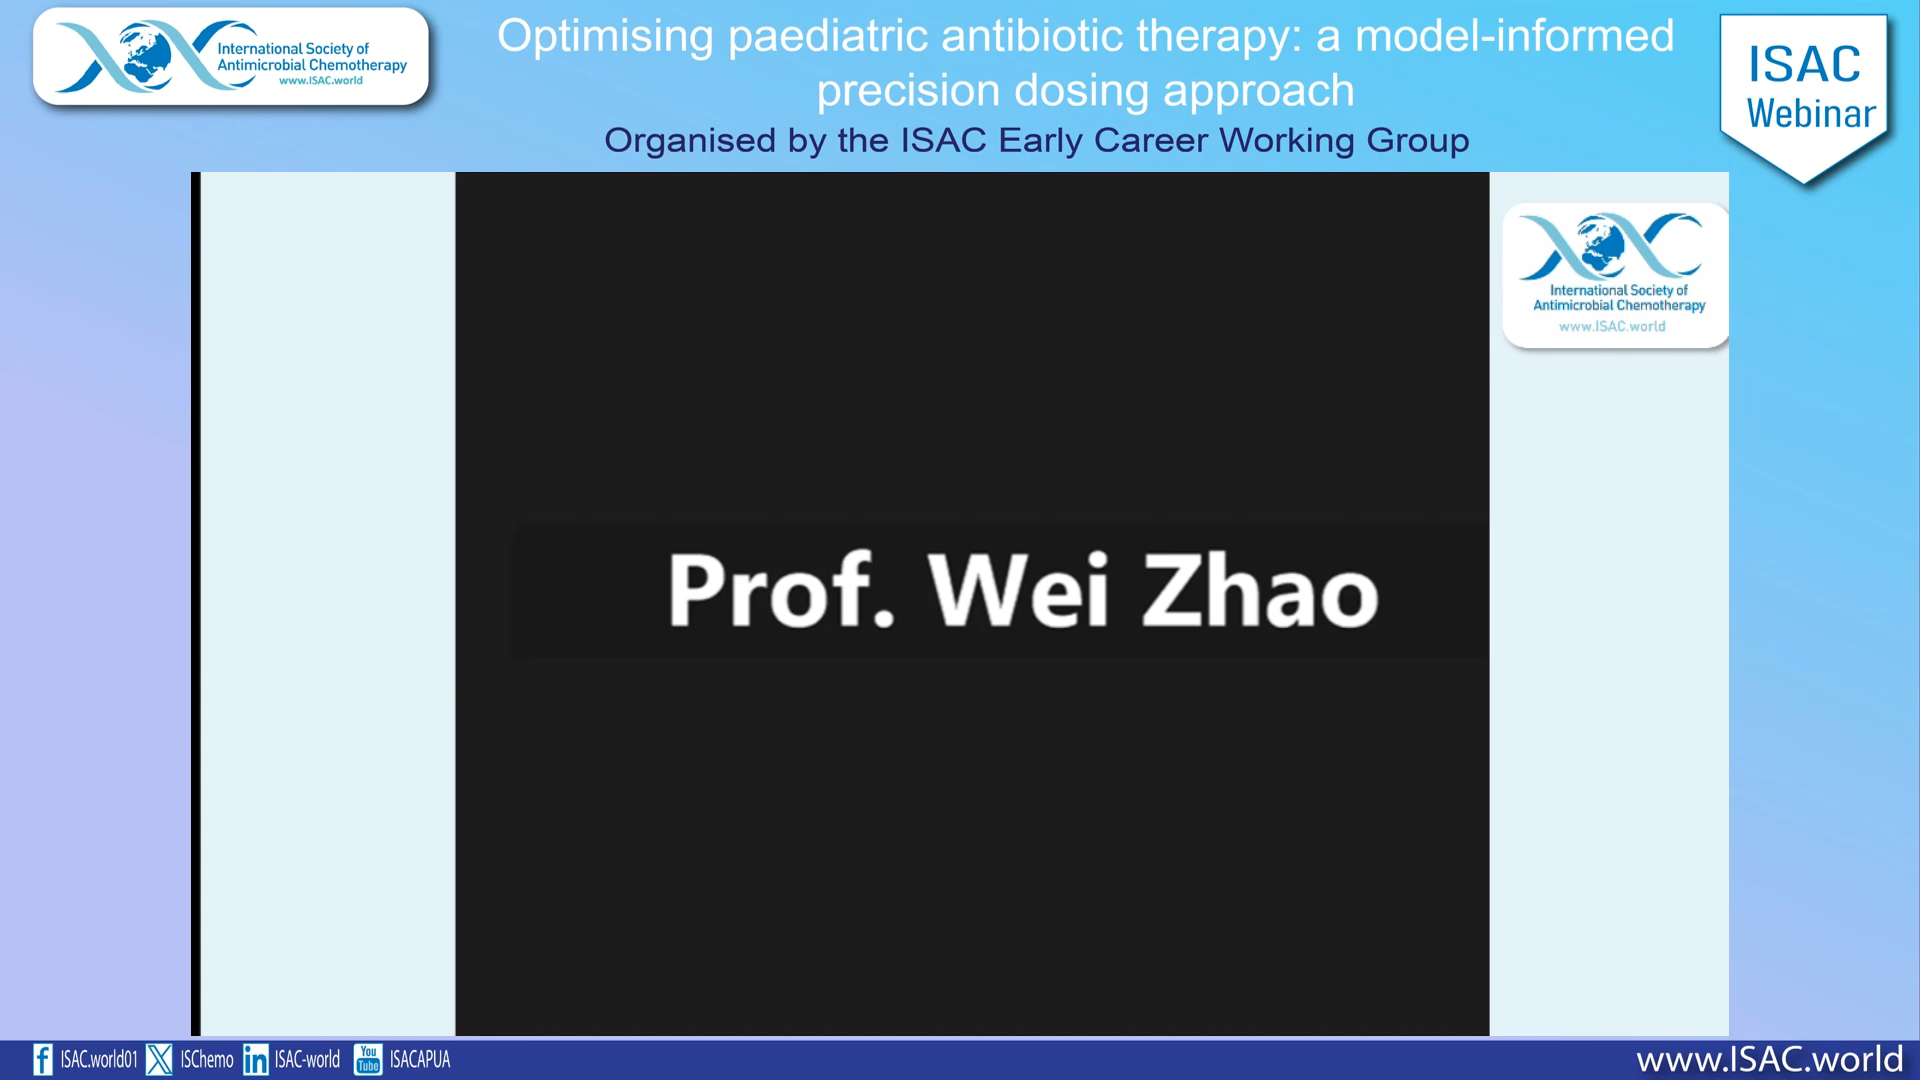 International Society of
Antimicrobial Chemotherapy
www.ISAC.world
Optimising paediatric antibiotic therapy: a model-informed
precision dosing approach
Organised by the ISAC Early Career Working Group
ISAC
Webinar
International Society of
Antimicrobial Chemotherapy
www.ISAC.world
Prof. Wei Zhao
f ISAC.world01 X ISChemo in ISAC-world You Tube ISACAPUA
www.ISAC.world